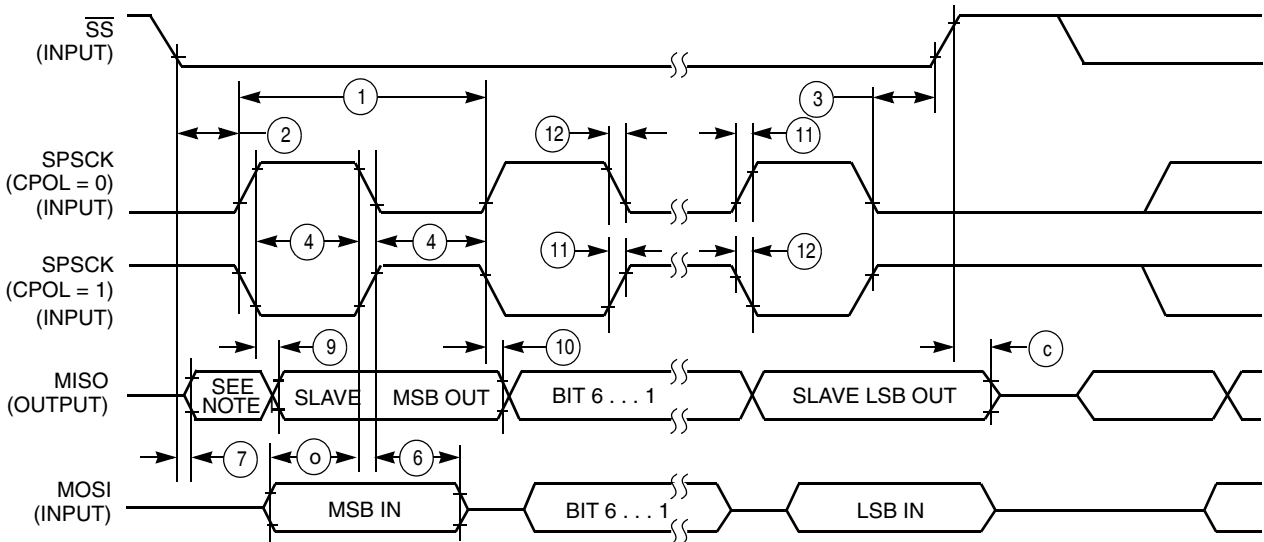 SS
(INPUT)
1
3
2
12
11
SPSCK
(CPOL = 0)
(INPUT)
4
4
SPSCK
(CPOL = 1)
(INPUT)
11
12
9
10
c
MISO
(OUTPUT)
SEE
NOTE
SLAVE
MSB OUT
BIT 6 . . . 1
SLAVE LSB OUT
7
o
6
MOSI
(INPUT)
MSB IN
BIT 6 . . . 1
LSB IN